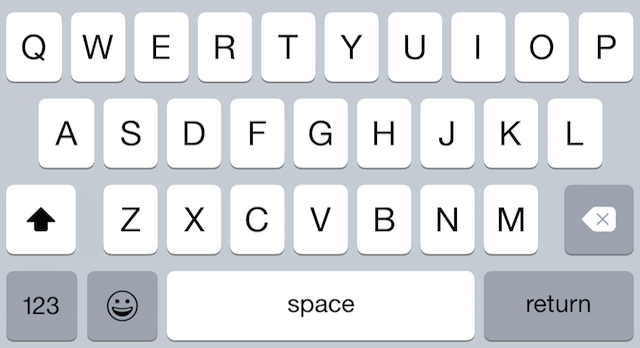 Q W E R T Y U I O P
A S D F G H J K L
Z X C V B N M
123 space return